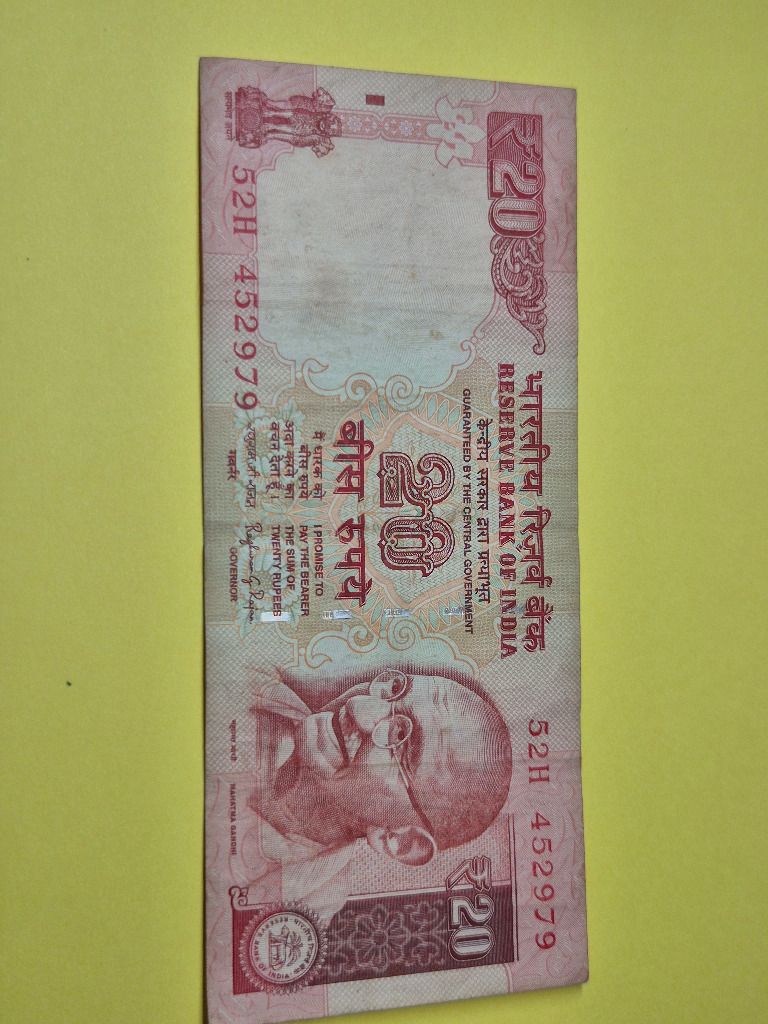 ₹20
भारतीय रिज़र्व बैंक
RESERVE BANK OF INDIA
52H 452979
केन्द्रीय सरकार द्वारा प्रत्याभूत
GUARANTEED BY THE CENTRAL GOVERNMENT
20
₹20
बीस रुपये
मैं धारक को
बीस रुपये
अदा करने का
वचन देता हूँ ।
I PROMISE TO
PAY THE BEARER
THE SUM OF
TWENTY RUPEES
गवर्नर
GOVERNOR
सत्यमेव जयते
52H 452979
महात्मा गांधी
MAHATMA GANDHI